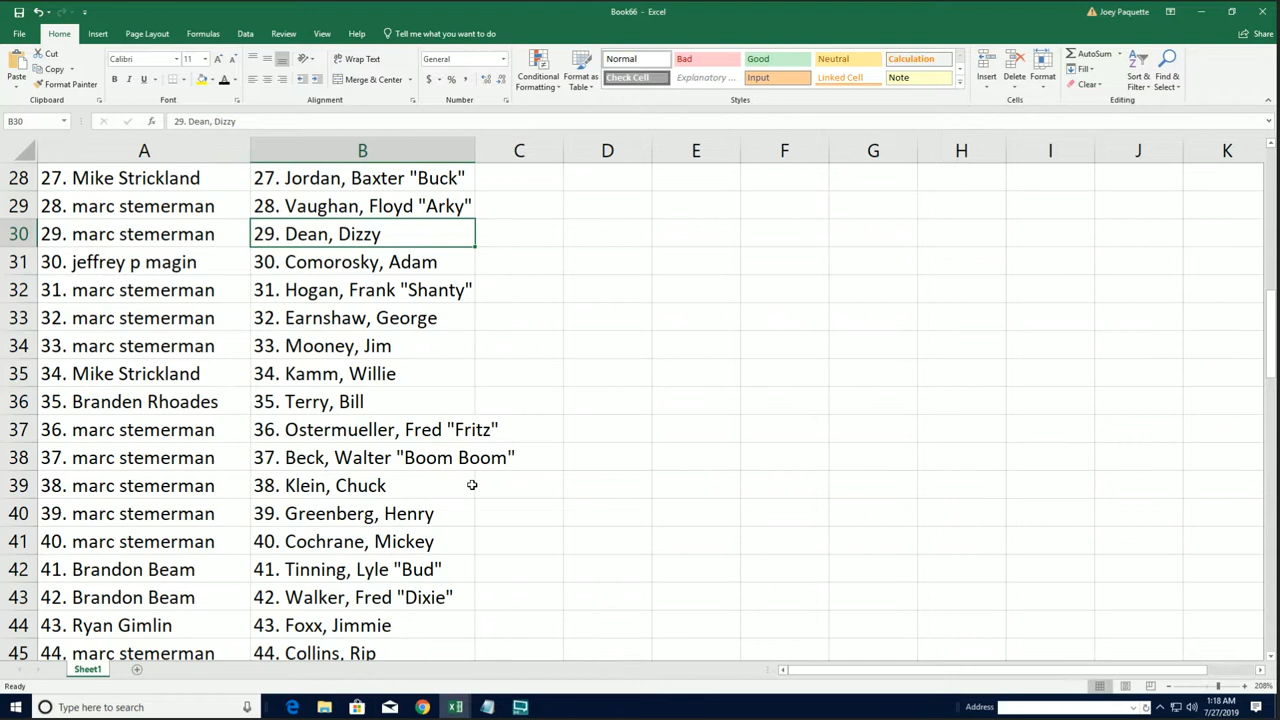 Book66 - Excel
Joey Paquette
File Home Insert Page Layout Formulas Data Review View Help Tell me what you want to do
Share
Paste
Cut
Copy
Format Painter
Clipboard
Calibri 11
B I U
Font
Wrap Text
Merge & Center
Alignment
General
Number
Conditional Formatting
Format as Table
Normal Bad Good Neutral Calculation
Check Cell Explanatory ... Input Linked Cell Note
Styles
Insert Delete Format
Cells
AutoSum
Fill
Clear
Sort & Filter
Find & Select
Editing
B30
29. Dean, Dizzy
A B C D E F G H I J K
28 27. Mike Strickland 27. Jordan, Baxter "Buck"
29 28. marc stemerman 28. Vaughan, Floyd "Arky"
30 29. marc stemerman 29. Dean, Dizzy
31 30. jeffrey p magin 30. Comorosky, Adam
32 31. marc stemerman 31. Hogan, Frank "Shanty"
33 32. marc stemerman 32. Earnshaw, George
34 33. marc stemerman 33. Mooney, Jim
35 34. Mike Strickland 34. Kamm, Willie
36 35. Branden Rhoades 35. Terry, Bill
37 36. marc stemerman 36. Ostermueller, Fred "Fritz"
38 37. marc stemerman 37. Beck, Walter "Boom Boom"
39 38. marc stemerman 38. Klein, Chuck
40 39. marc stemerman 39. Greenberg, Henry
41 40. marc stemerman 40. Cochrane, Mickey
42 41. Brandon Beam 41. Tinning, Lyle "Bud"
43 42. Brandon Beam 42. Walker, Fred "Dixie"
44 43. Ryan Gimlin 43. Foxx, Jimmie
45 44. marc stemerman 44. Collins, Rip
Sheet1
Ready
208%
Type here to search
Address
1:18 AM
7/27/2019